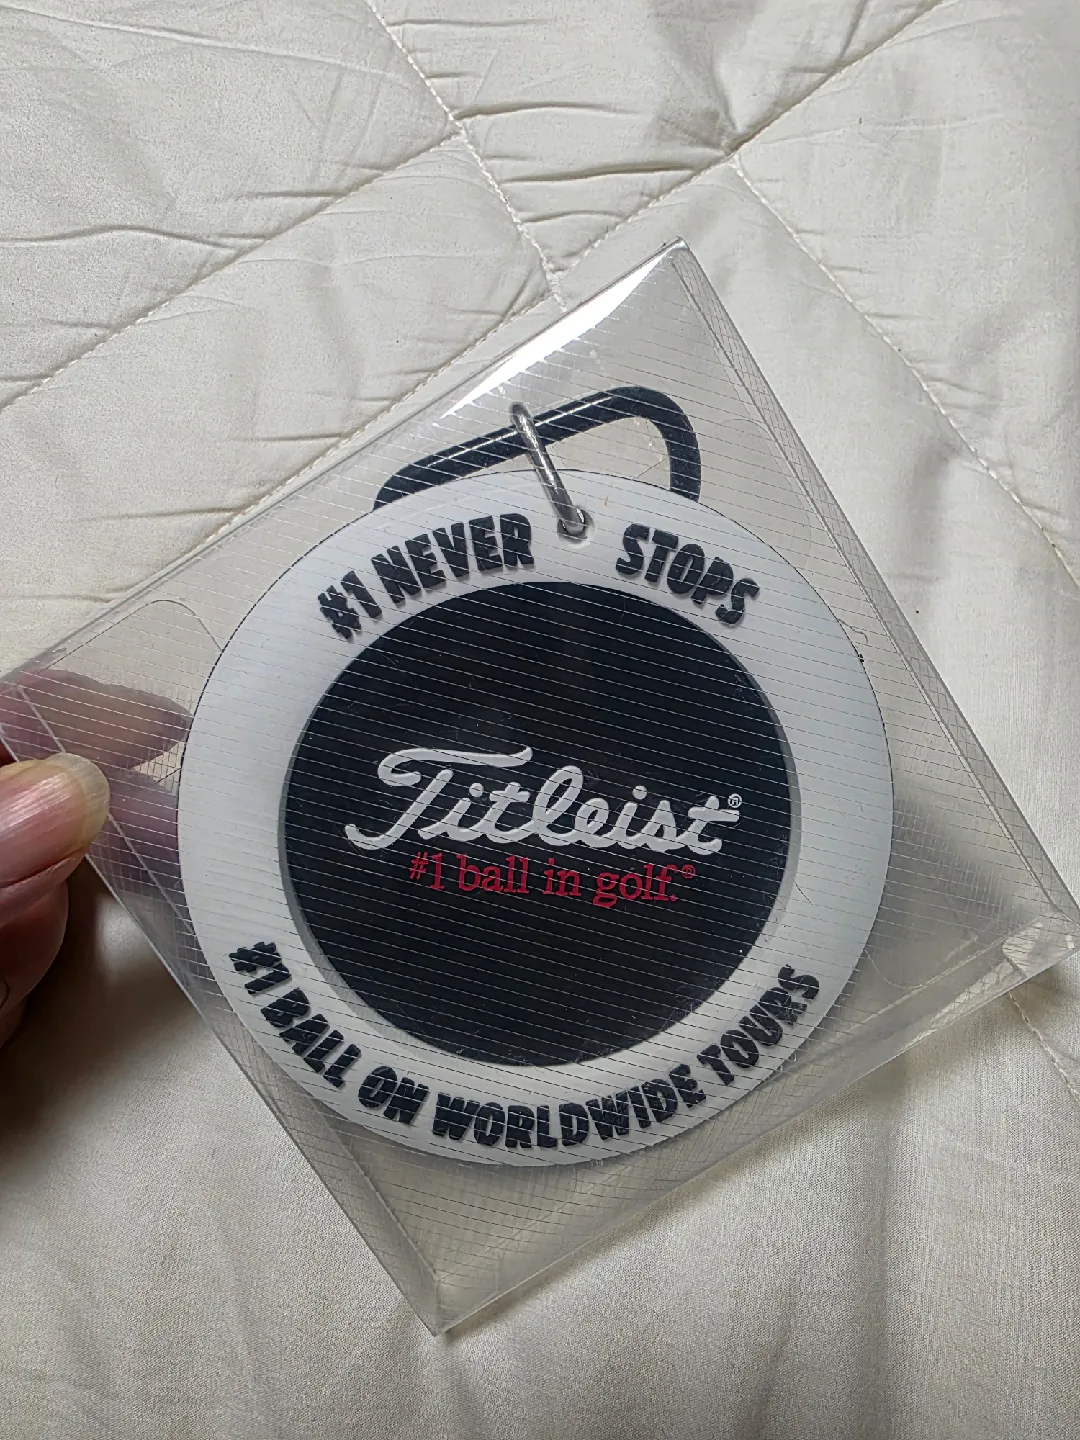 #1 NEVER STOPS
Titleist®
#1 ball in golf.®
#1 BALL ON WORLDWIDE TOURS